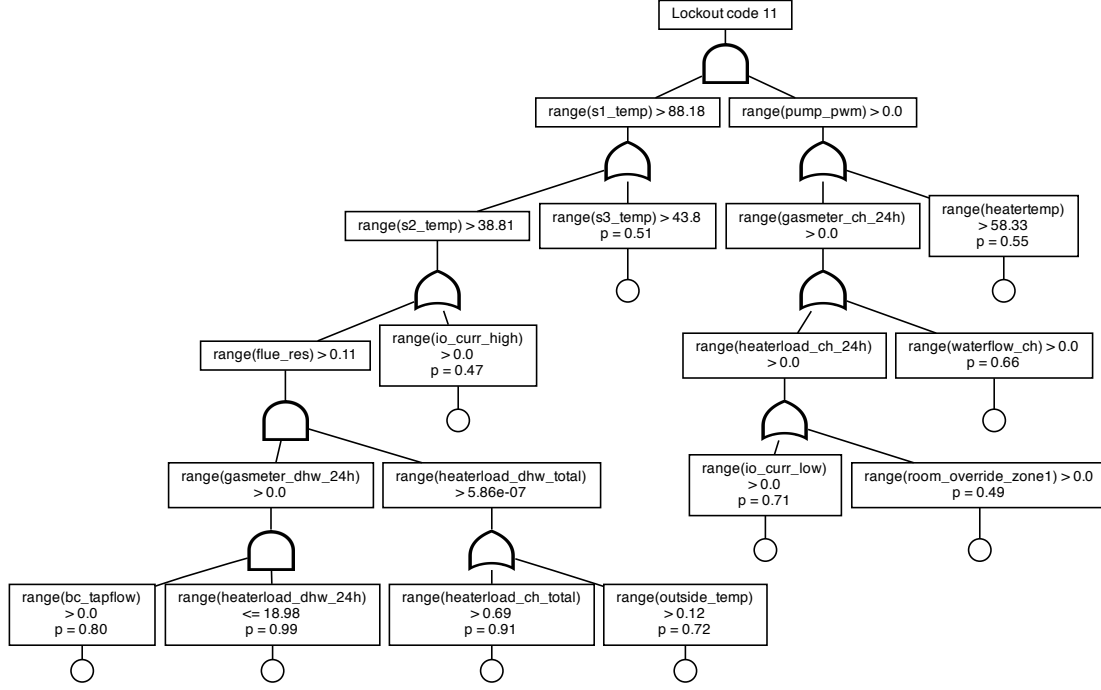 Lockout code 11
range(s1_temp) > 88.18
range(pump_pwm) > 0.0
range(s2_temp) > 38.81
range(s3_temp) > 43.8
p = 0.51
range(gasmeter_ch_24h)
> 0.0
range(heatertemp)
> 58.33
p = 0.55
range(flue_res) > 0.11
range(io_curr_high)
> 0.0
p = 0.47
range(heaterload_ch_24h)
> 0.0
range(waterflow_ch) > 0.0
p = 0.66
range(gasmeter_dhw_24h)
> 0.0
range(heaterload_dhw_total)
> 5.86e-07
range(io_curr_low)
> 0.0
p = 0.71
range(room_override_zone1) > 0.0
p = 0.49
range(bc_tapflow)
> 0.0
p = 0.80
range(heaterload_dhw_24h)
<= 18.98
p = 0.99
range(heaterload_ch_total)
> 0.69
p = 0.91
range(outside_temp)
> 0.12
p = 0.72